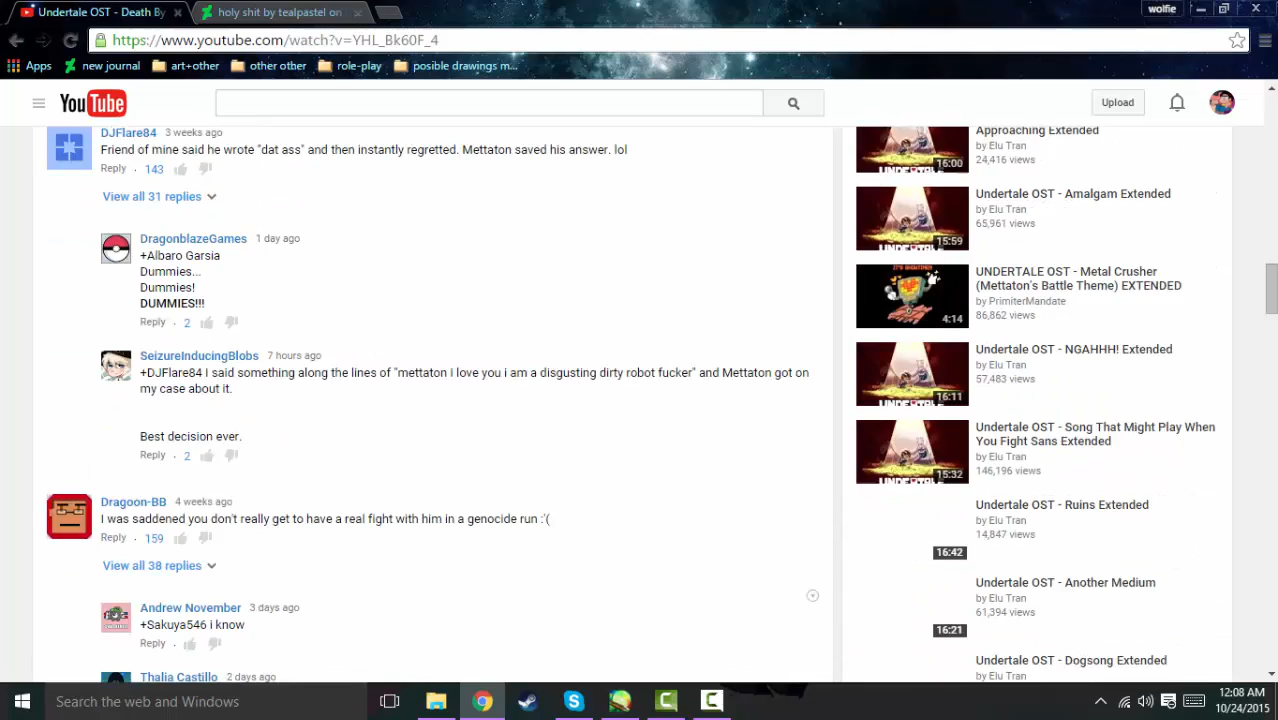 Undertale OST - Death By
holy shit by tealpastel on
wolfie
https://www.youtube.com/watch?v=YHL_Bk60F_4
Apps
new journal
art+other
other other
role-play
posible drawings m...
YouTube
Upload
DJFlare84 3 weeks ago
Friend of mine said he wrote "dat ass" and then instantly regretted. Mettaton saved his answer. lol
Reply · 143
View all 31 replies
DragonblazeGames 1 day ago
+Albaro Garsia
Dummies...
Dummies!
DUMMIES!!!
Reply · 2
SeizureInducingBlobs 7 hours ago
+DJFlare84 I said something along the lines of "mettaton I love you i am a disgusting dirty robot fucker" and Mettaton got on
my case about it.
Best decision ever.
Reply · 2
Dragoon-BB 4 weeks ago
I was saddened you don't really get to have a real fight with him in a genocide run :'(
Reply · 159
View all 38 replies
Andrew November 3 days ago
+Sakuya546 i know
Reply ·
Thalia Castillo 2 days ago
Approaching Extended
by Elu Tran
24,416 views
16:00
UNDERTALE
Undertale OST - Amalgam Extended
by Elu Tran
65,961 views
15:59
UNDERTALE
IT'S SHOWTIME!
UNDERTALE OST - Metal Crusher
(Mettaton's Battle Theme) EXTENDED
by PrimiterMandate
86,862 views
4:14
Undertale OST - NGAHHH! Extended
by Elu Tran
57,483 views
16:11
UNDERTALE
Undertale OST - Song That Might Play When
You Fight Sans Extended
by Elu Tran
146,196 views
15:32
UNDERTALE
Undertale OST - Ruins Extended
by Elu Tran
14,847 views
16:42
Undertale OST - Another Medium
by Elu Tran
61,394 views
16:21
Undertale OST - Dogsong Extended
by Elu Tran
Search the web and Windows
12:08 AM
10/24/2015